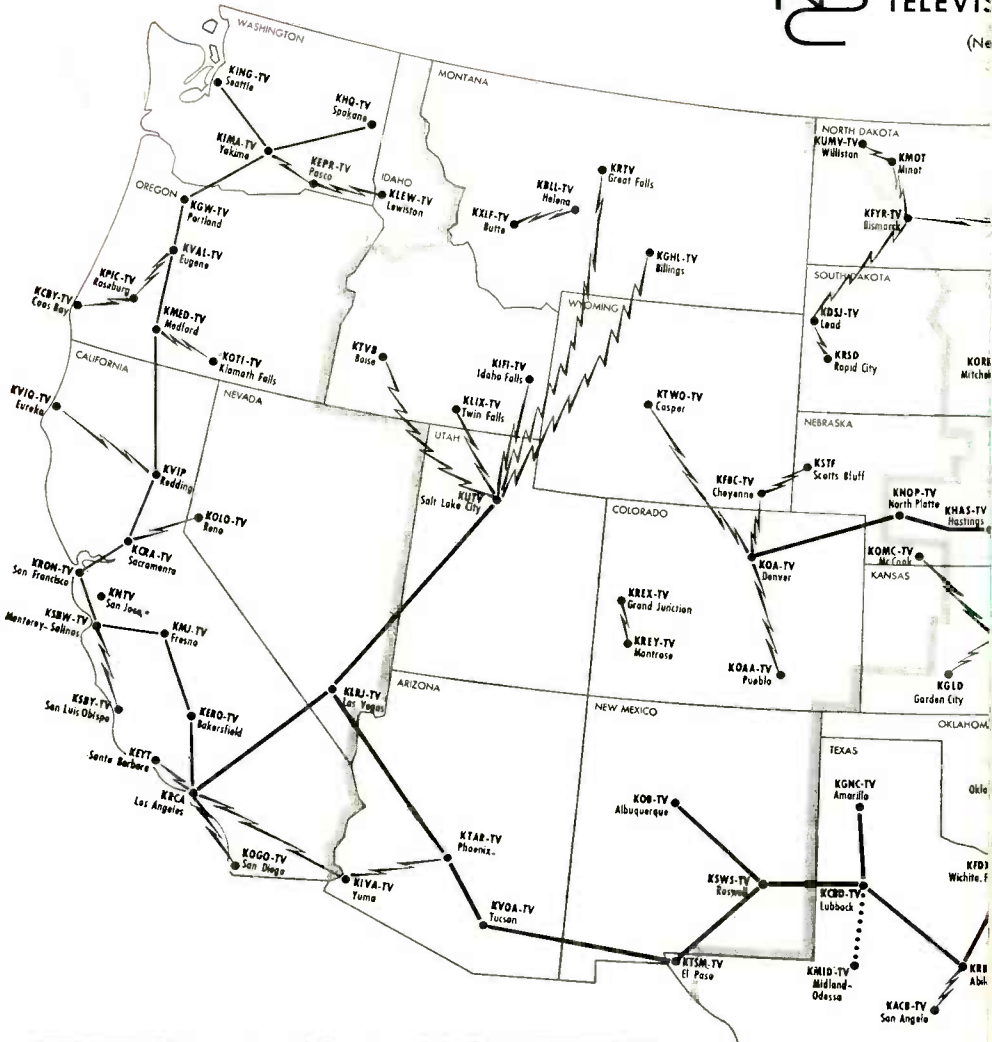 TELEVIS
(Ne
WASHINGTON
KING-TV
Seattle
KHQ-TV
Spokane
KIMA-TV
Yakima
KEPR-TV
Pasco
KLEW-TV
Lewiston
IDAHO
MONTANA
KRTV
Great Falls
KBLL-TV
Helena
KXLF-TV
Butte
KGHL-TV
Billings
NORTH DAKOTA
KUMV-TV
Williston
KMOT
Minot
KFYR-TV
Bismarck
OREGON
KGW-TV
Portland
KVAL-TV
Eugene
KPIC-TV
Roseburg
KCBY-TV
Coos Bay
KMED-TV
Medford
KOTI-TV
Klamath Falls
SOUTH DAKOTA
KDSJ-TV
Lead
KRSD
Rapid City
KOR
Mitchel
WYOMING
KTWO-TV
Casper
KFBC-TV
Cheyenne
KTVB
Boise
KIFI-TV
Idaho Falls
KLIX-TV
Twin Falls
CALIFORNIA
KVIQ-TV
Eureka
NEVADA
UTAH
KUTV
Salt Lake City
NEBRASKA
KSTF
Scotts Bluff
KNOP-TV
North Platte
KHAS-TV
Hastings
KOMC-TV
McCook
KVIP
Redding
KOLO-TV
Reno
KCRA-TV
Sacramento
KRON-TV
San Francisco
KNTV
San Jose
KSBW-TV
Monterey-Salinas
KMJ-TV
Fresno
KSBY-TV
San Luis Obispo
KERO-TV
Bakersfield
KEYT
Santa Barbara
KRCA
Los Angeles
KOGO-TV
San Diego
COLORADO
KOA-TV
Denver
KREX-TV
Grand Junction
KREY-TV
Montrose
KOAA-TV
Pueblo
KANSAS
KGLD
Garden City
KLRJ-TV
Las Vegas
ARIZONA
KTAR-TV
Phoenix
KIVA-TV
Yuma
KVOA-TV
Tucson
NEW MEXICO
KOB-TV
Albuquerque
KSWS-TV
Roswell
KTSM-TV
El Paso
OKLAHOM
Okla
TEXAS
KGNC-TV
Amarillo
KCBD-TV
Lubbock
KFDX
Wichita F
KMID-TV
Midland-
Odessa
KRB
Abil
KACB-TV
San Angelo